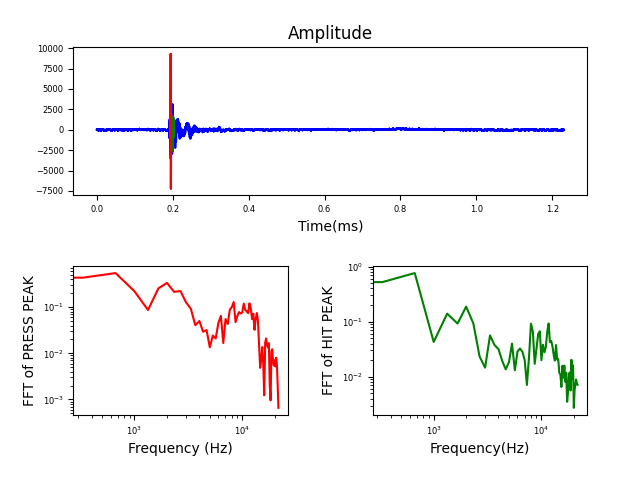 Amplitude
10000
7500
5000
2500
0
−2500
−5000
−7500
0.0 0.2 0.4 0.6 0.8 1.0 1.2
Time(ms)
FFT of PRESS PEAK
10⁻¹
10⁻²
10⁻³
10³ 10⁴
Frequency (Hz)
FFT of HIT PEAK
10⁰
10⁻¹
10⁻²
10³ 10⁴
Frequency(Hz)